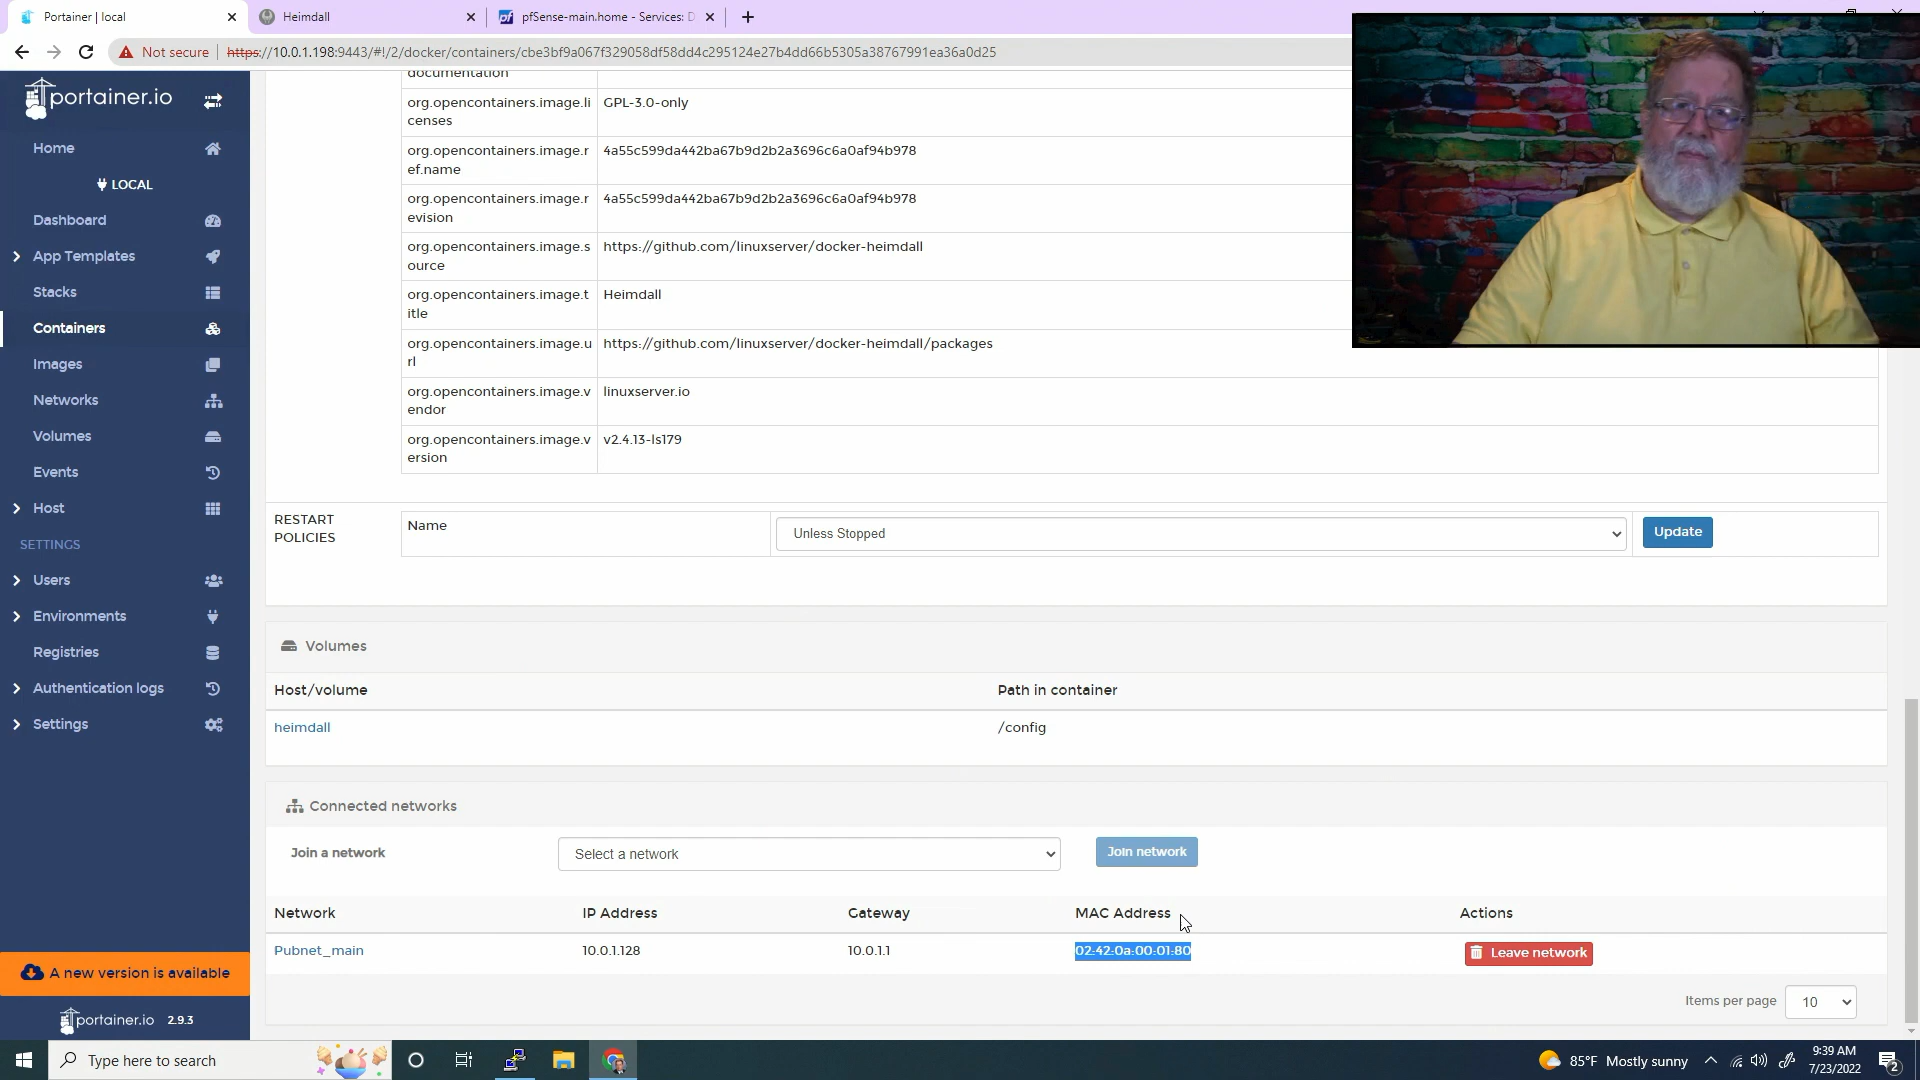 Portainer | local
Heimdall
pfSense-main.home - Services: D
Not secure
https://10.0.1.198:9443/#!/2/docker/containers/cbe3bf9a067f329058df58dd4c295124e27b4dd66b5305a38767991ea36a0d25
portainer.io
Home
LOCAL
Dashboard
App Templates
Stacks
Containers
Images
Networks
Volumes
Events
Host
SETTINGS
Users
Environments
Registries
Authentication logs
Settings
A new version is available
portainer.io 2.9.3
documentation
org.opencontainers.image.li
censes
GPL-3.0-only
org.opencontainers.image.r
ef.name
4a55c599da442ba67b9d2b2a3696c6a0af94b978
org.opencontainers.image.r
evision
4a55c599da442ba67b9d2b2a3696c6a0af94b978
org.opencontainers.image.s
ource
https://github.com/linuxserver/docker-heimdall
org.opencontainers.image.t
itle
Heimdall
org.opencontainers.image.u
rl
https://github.com/linuxserver/docker-heimdall/packages
org.opencontainers.image.v
endor
linuxserver.io
org.opencontainers.image.v
ersion
v2.4.13-ls179
RESTART
POLICIES
Name
Unless Stopped
Update
Volumes
Host/volume Path in container
heimdall /config
Connected networks
Join a network
Select a network
Join network
Network IP Address Gateway MAC Address Actions
Pubnet_main 10.0.1.128 10.0.1.1 02:42:0a:00:01:80 Leave network
Items per page 10
Type here to search
85°F Mostly sunny
9:39 AM
7/23/2022
2